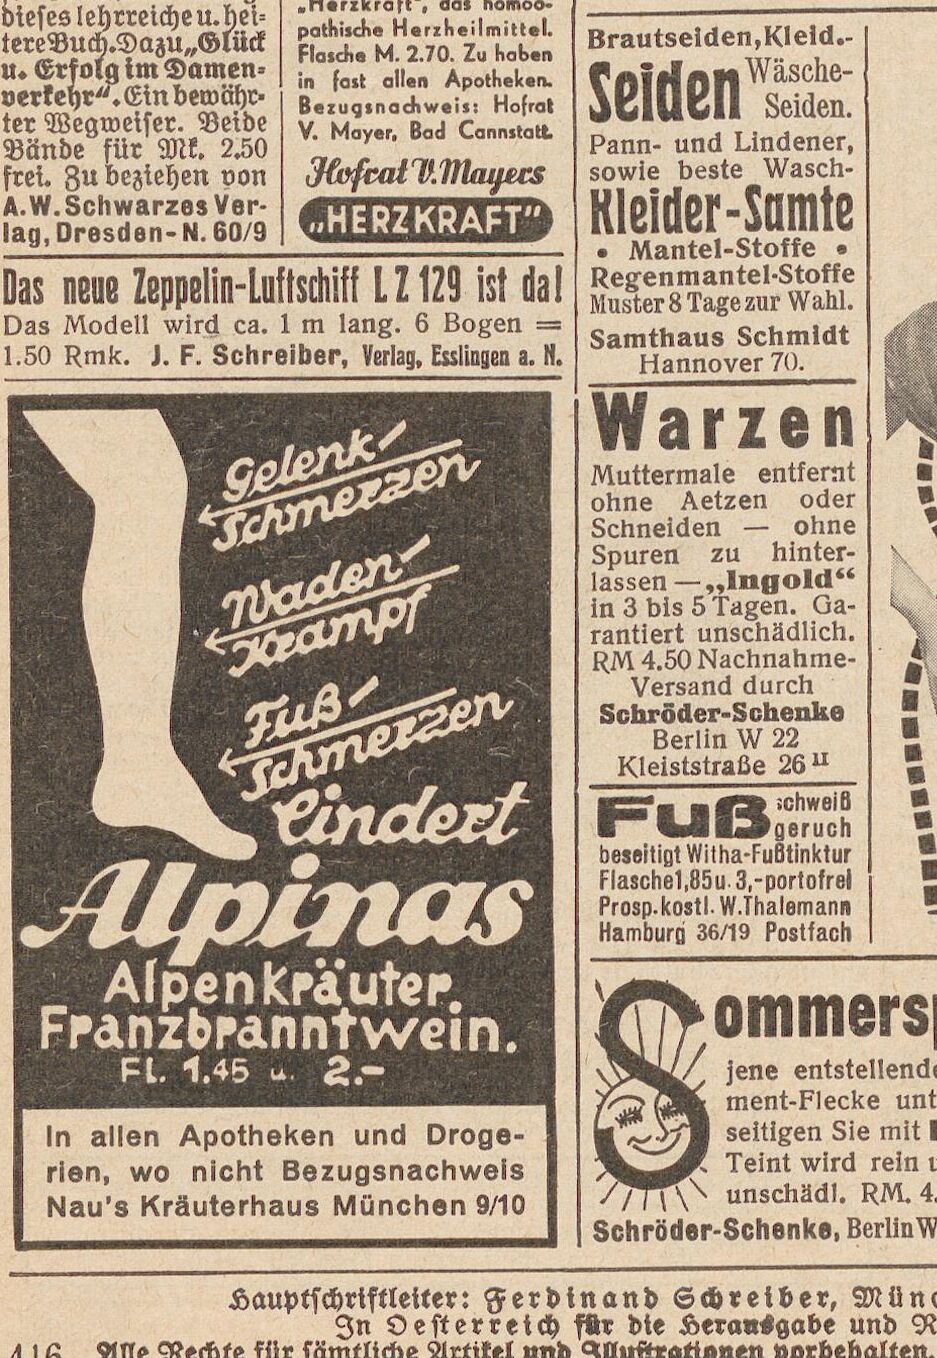 dieses lehrreiche u. hei=
tere Buch. Dazu „Glück
u. Erfolg im Damen=
verkehr“. Ein bewähr=
ter Wegweiser. Beide
Bände für Mk. 2.50
frei. Zu beziehen von
A. W. Schwarzes Ver-
lag, Dresden-N. 60/9
„Herzkraft“, das homöo-
pathische Herzheilmittel.
Flasche M. 2.70. Zu haben
in fast allen Apotheken.
Bezugsnachweis: Hofrat
V. Mayer, Bad Cannstatt.
Hofrat V. Mayers
„HERZKRAFT“
Das neue Zeppelin-Luftschiff L Z 129 ist da!
Das Modell wird ca. 1 m lang. 6 Bogen =
1.50 Rmk. J. F. Schreiber, Verlag, Esslingen a. N.
Gelenk-
schmerzen
Waden-
krampf
Fuß-
schmerzen
lindert
Alpinas
Alpenkräuter.
Franzbranntwein.
Fl. 1.45 u. 2.-
In allen Apotheken und Droge-
rien, wo nicht Bezugsnachweis
Nau's Kräuterhaus München 9/10
Brautseiden, Kleid.-
Seiden Wäsche-
Seiden.
Pann- und Lindener,
sowie beste Wasch-
Kleider-Samte
• Mantel-Stoffe •
Regenmantel-Stoffe
Muster 8 Tage zur Wahl.
Samthaus Schmidt
Hannover 70.
Warzen
Muttermale entfernt
ohne Aetzen oder
Schneiden — ohne
Spuren zu hinter-
lassen — „Ingold“
in 3 bis 5 Tagen. Ga-
rantiert unschädlich.
RM 4.50 Nachnahme-
Versand durch
Schröder-Schenke
Berlin W 22
Kleiststraße 26 II
Fuß schweiß
geruch
beseitigt Witha-Fußtinktur
Flasche 1,85 u. 3,- portofrei
Prosp. kostl. W. Thalemann
Hamburg 36/19 Postfach
Sommersp
jene entstellende
ment-Flecke unt
seitigen Sie mit
Teint wird rein u
unschädl. RM. 4.
Schröder-Schenke, Berlin W
Hauptschriftleiter: Ferdinand Schreiber, Münc
In Oesterreich für die Herausgabe und R
416 Alle Rechte für sämtliche Artikel und Illustrationen vorbehalten.